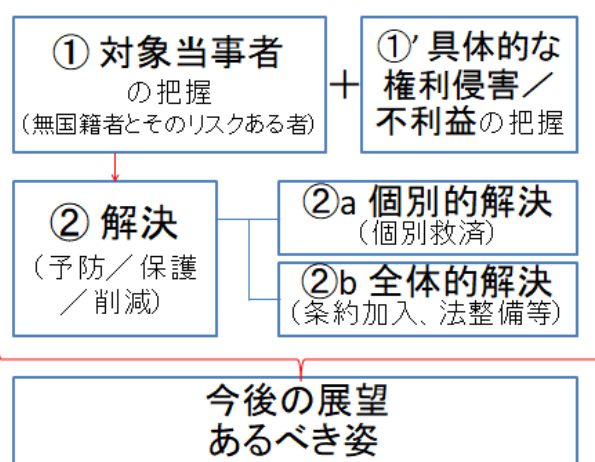 ① 対象当事者
の把握
(無国籍者とそのリスクある者)
＋
①’ 具体的な
権利侵害／
不利益の把握
② 解決
(予防／保護
／削減)
②a 個別的解決
(個別救済)
②b 全体的解決
(条約加入、法整備等)
今後の展望
あるべき姿